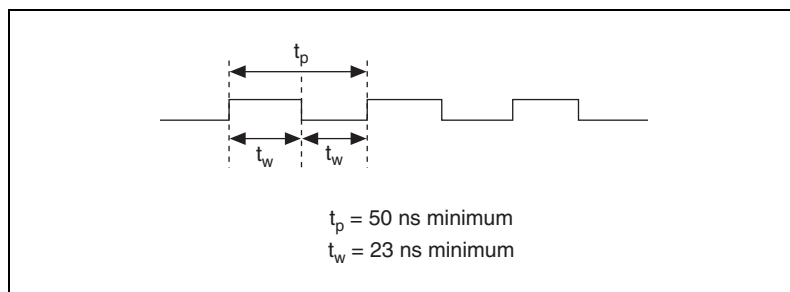 tp
tw tw
tp = 50 ns minimum
tw = 23 ns minimum